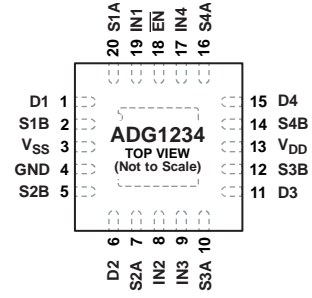 20 S1A
19 IN1
18 EN
17 IN4
16 S4A
D1 1
S1B 2
VSS 3
GND 4
S2B 5
ADG1234
TOP VIEW
(Not to Scale)
15 D4
14 S4B
13 VDD
12 S3B
11 D3
D2 6
S2A 7
IN2 8
IN3 9
S3A 10